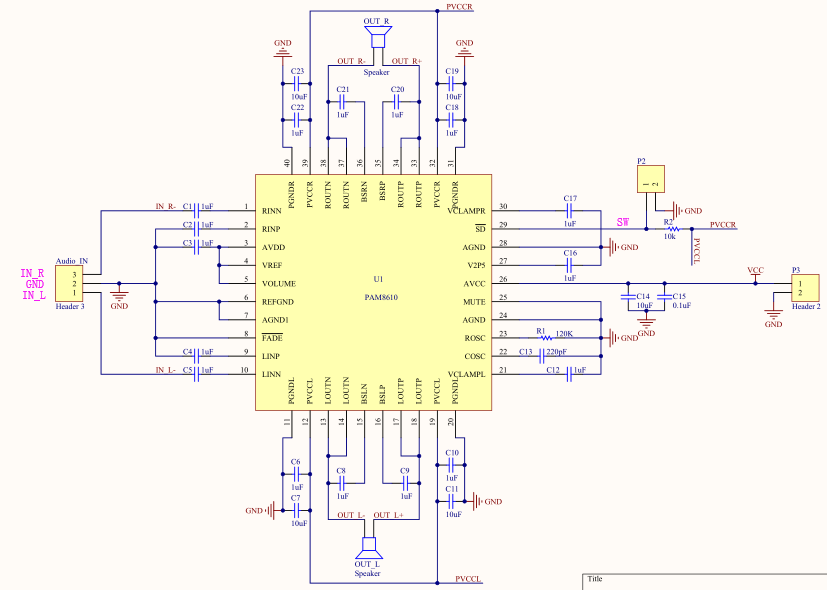 PVCCR
OUT_R
GND
GND
OUT_R-
OUT_R+
Speaker
C23
10uF
C22
1uF
C21
1uF
C20
1uF
C19
10uF
C18
1uF
40
39
38
37
36
35
34
33
32
31
PGNDR
PVCCR
ROUTN
ROUTN
BSRN
BSRP
ROUTP
ROUTP
PVCCR
PGNDR
IN_R- C1 1uF 1 RINN
C2 1uF 2 RINP
C3 1uF 3 AVDD
4 VREF
5 VOLUME
6 REFGND
7 AGND1
8 FADE
C4 1uF 9 LINP
IN_L- C5 1uF 10 LINN
Audio_IN
IN_R 3
GND 2
IN_L 1
Header 3
GND
U1
PAM8610
VCLAMPR 30
SD 29
AGND 28
V2P5 27
AVCC 26
MUTE 25
AGND 24
ROSC 23
COSC 22
VCLAMPL 21
C17
1uF
SW
GND
C16
1uF
P2
1 2
GND
R2
10k
PVCCR
PVCCL
VCC
P3
1
2
Header 2
GND
C14
10uF
C15
0.1uF
GND
R1 120K
GND
C13 220pF
C12 1uF
PGNDL
PVCCL
LOUTN
LOUTN
BSLN
BSLP
LOUTP
LOUTP
PVCCL
PGNDL
11
12
13
14
15
16
17
18
19
20
C6
1uF
C7
10uF
GND
C8
1uF
C9
1uF
C10
1uF
C11
10uF
GND
OUT_L-
OUT_L+
OUT_L
Speaker
PVCCL
Title